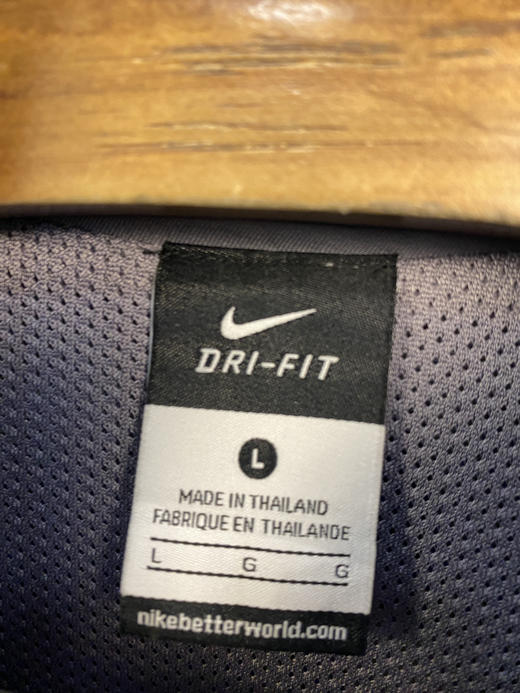 DRI-FIT
L
MADE IN THAILAND
FABRIQUE EN THAILANDE
L G G
nikebetterworld.com